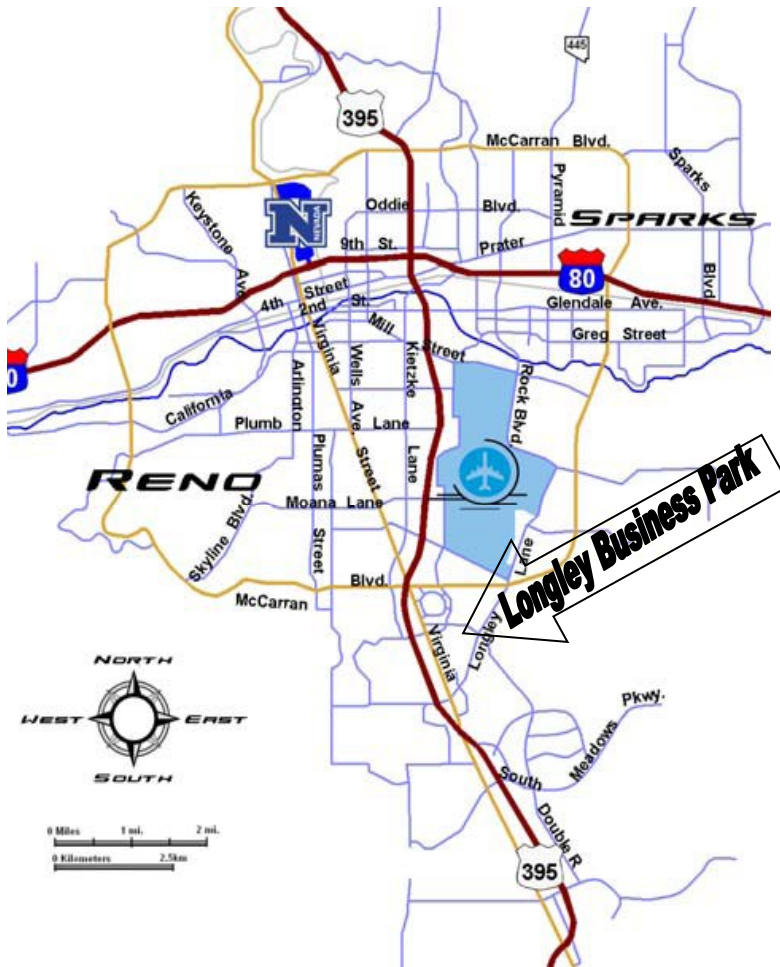 445
395
McCarran Blvd.
Sparks
Blvd
Pyramid
Keystone
Ave.
Oddie Blvd.
SPARKS
N
NEVADA
9th St.
Prater
80
4th Street
2nd St.
Glendale Ave.
Greg Street
Mill Street
Virginia
Street
Wells Ave.
Kietzke
Lane
Rock Blvd.
Arlington
California
Plumb Lane
Plumas
Street
RENO
Moana Lane
Skyline Blvd.
Longley Business Park
Lane
McCarran Blvd.
Longley
Virginia
NORTH
WEST
EAST
SOUTH
South Meadows Pkwy.
Double R
0 Miles 1 mi. 2 mi.
0 Kilometers 2.5km
395